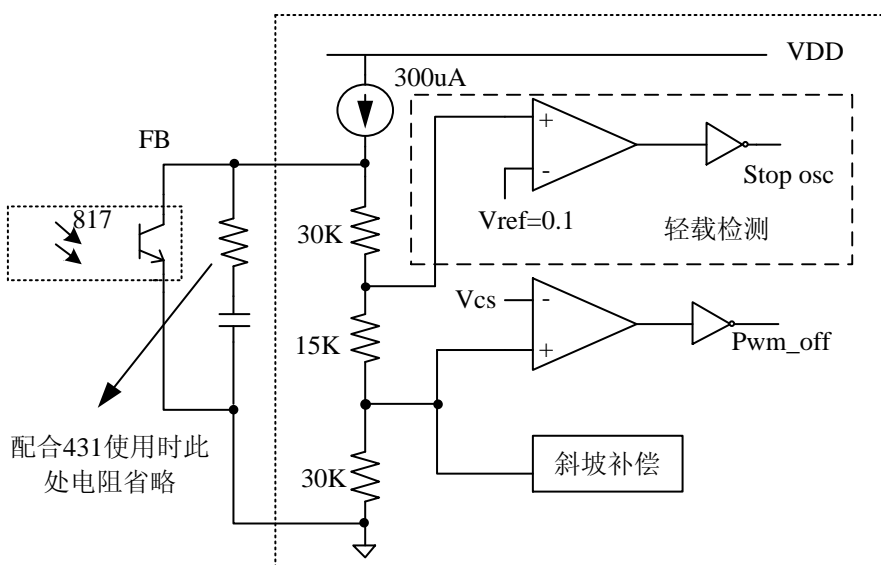 VDD
300uA
FB
+
-
Stop osc
817
Vref=0.1
轻载检测
30K
Vcs
-
15K
+
Pwm_off
配合431使用时此
处电阻省略
30K
斜坡补偿